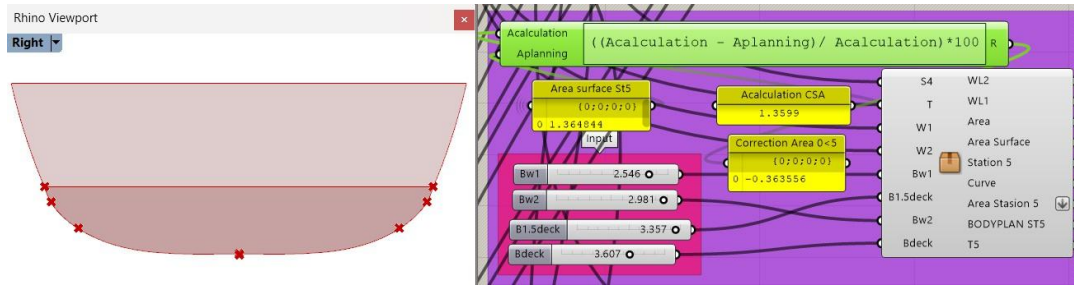 Rhino Viewport
×
Right
Acalculation
Aplanning
((Acalculation - Aplanning)/ Acalculation)*100
R
Area surface St5
{0;0;0;0}
0 1.364844
Input
Acalculation CSA
1.3599
Correction Area 0<5
{0;0;0;0}
0 -0.363556
Bw1
2.546
Bw2
2.981
B1.5deck
3.357
Bdeck
3.607
S4
T
W1
W2
Bw1
B1.5deck
Bw2
Bdeck
WL2
WL1
Area
Area Surface
Station 5
Curve
Area Stasion 5
BODYPLAN ST5
T5